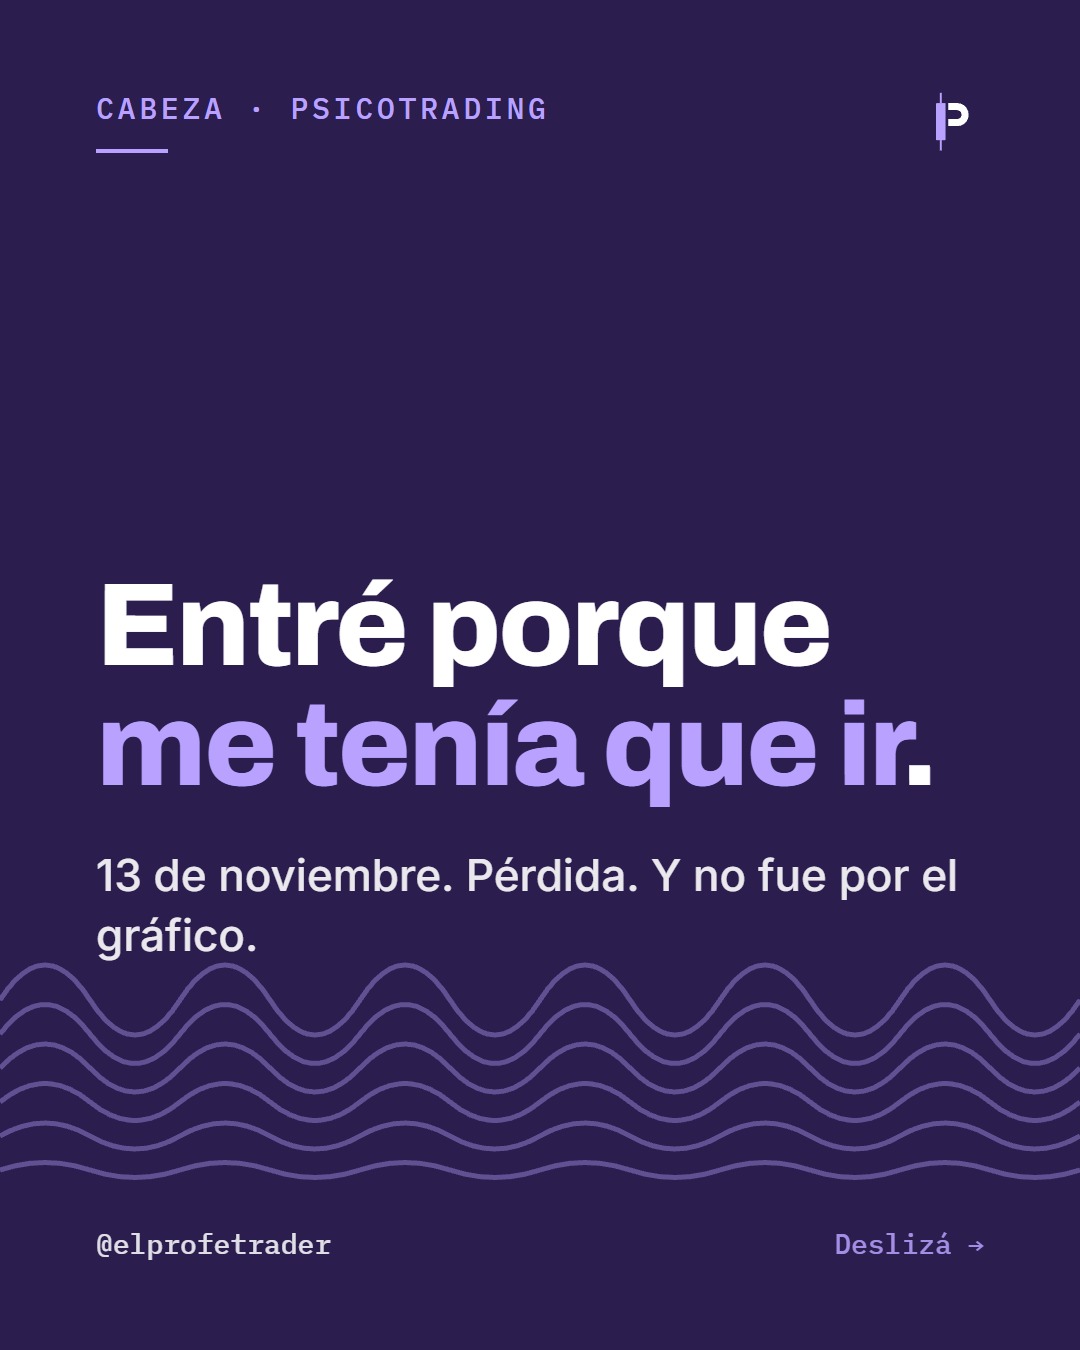 CABEZA · PSICOTRADING
P
Entré porque
me tenía que ir.
13 de noviembre. Pérdida. Y no fue por el
gráfico.
@elprofetrader
Deslizá →